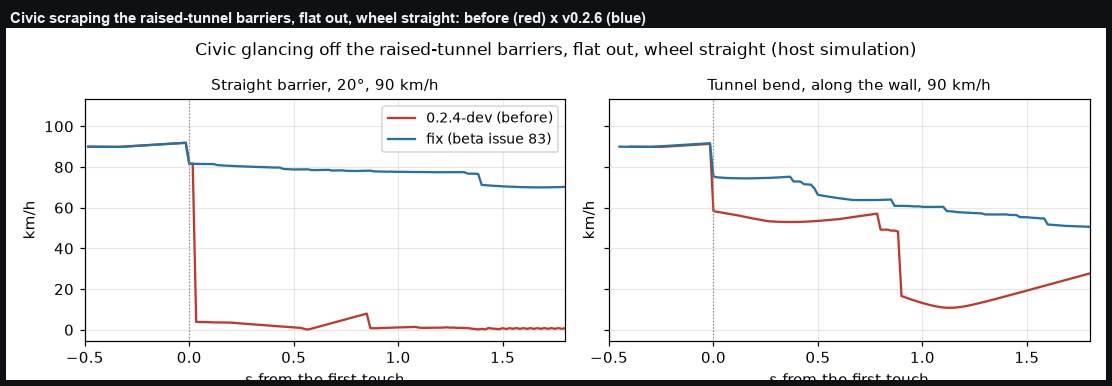 Civic scraping the raised-tunnel barriers, flat out, wheel straight: before (red) x v0.2.6 (blue)
Civic glancing off the raised-tunnel barriers, flat out, wheel straight (host simulation)
Straight barrier, 20°, 90 km/h
km/h
100
80
60
40
20
0
0.2.4-dev (before)
fix (beta issue 83)
−0.5
0.0
0.5
1.0
1.5
s from the first touch
Tunnel bend, along the wall, 90 km/h
km/h
−0.5
0.0
0.5
1.0
1.5
s from the first touch